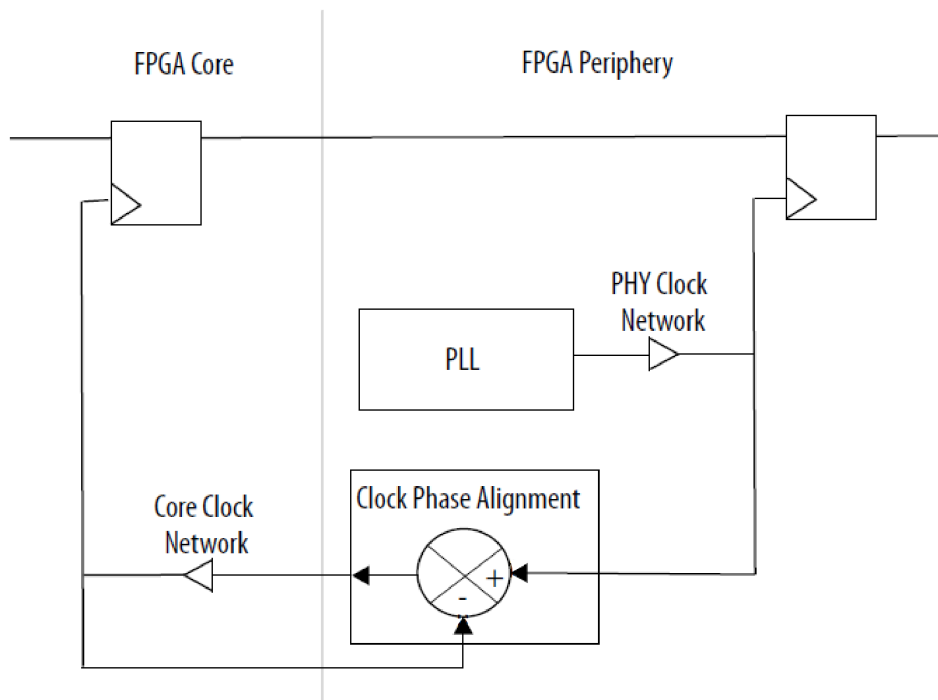 FPGA Core
FPGA Periphery
PHY Clock
Network
PLL
Clock Phase Alignment
Core Clock
Network
+
-